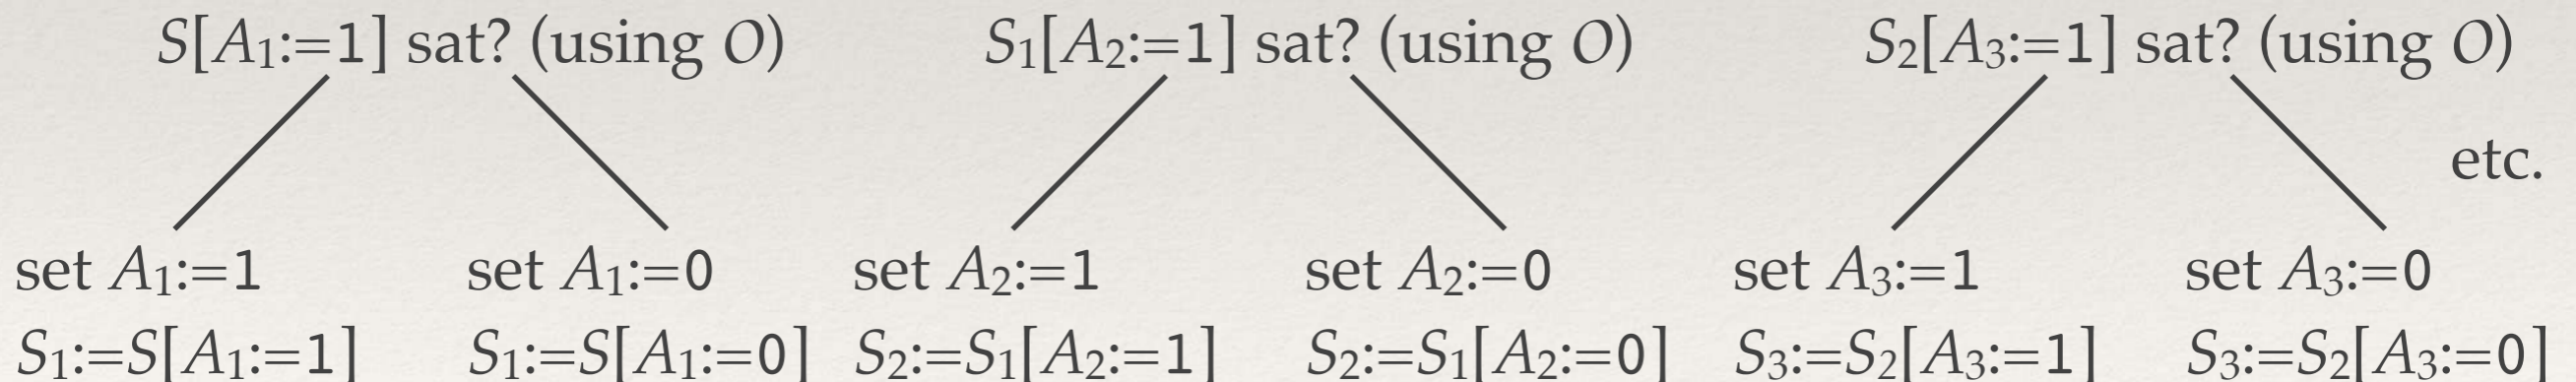 S[A₁:=1] sat? (using O) S₁[A₂:=1] sat? (using O) S₂[A₃:=1] sat? (using O)
etc.
set A₁:=1 set A₁:=0 set A₂:=1 set A₂:=0 set A₃:=1 set A₃:=0
S₁:=S[A₁:=1] S₁:=S[A₁:=0] S₂:=S₁[A₂:=1] S₂:=S₁[A₂:=0] S₃:=S₂[A₃:=1] S₃:=S₂[A₃:=0]